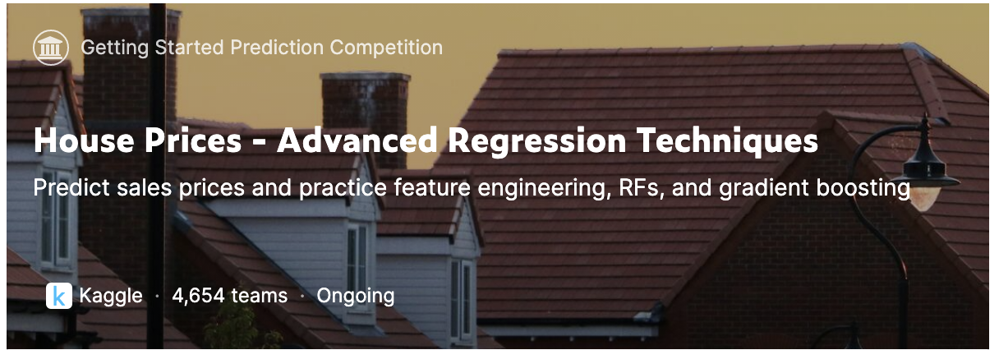 Getting Started Prediction Competition
House Prices - Advanced Regression Techniques
Predict sales prices and practice feature engineering, RFs, and gradient boosting
k Kaggle · 4,654 teams · Ongoing